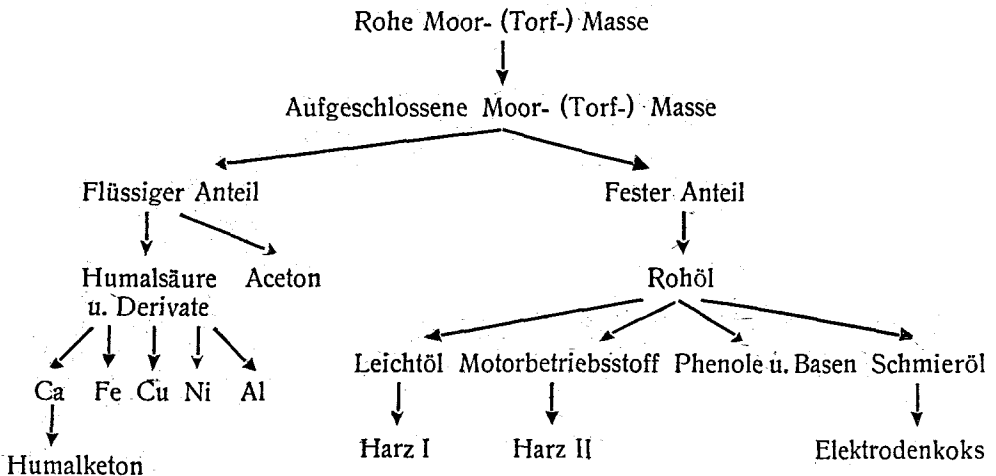 Rohe Moor- (Torf-) Masse
Aufgeschlossene Moor- (Torf-) Masse
Flüssiger Anteil
Fester Anteil
Humalsäure
u. Derivate
Aceton
Rohöl
Ca
Fe
Cu
Ni
Al
Humalketon
Leichtöl
Motorbetriebsstoff
Phenole u. Basen
Schmieröl
Harz I
Harz II
Elektrodenkoks